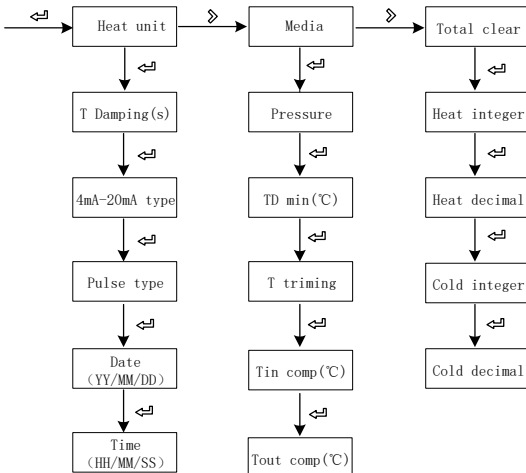 Heat unit
Media
Total clear
T Damping(s)
Pressure
Heat integer
4mA-20mA type
TD min(℃)
Heat decimal
Pulse type
T triming
Cold integer
Date
(YY/MM/DD)
Tin comp(℃)
Cold decimal
Time
(HH/MM/SS)
Tout comp(℃)